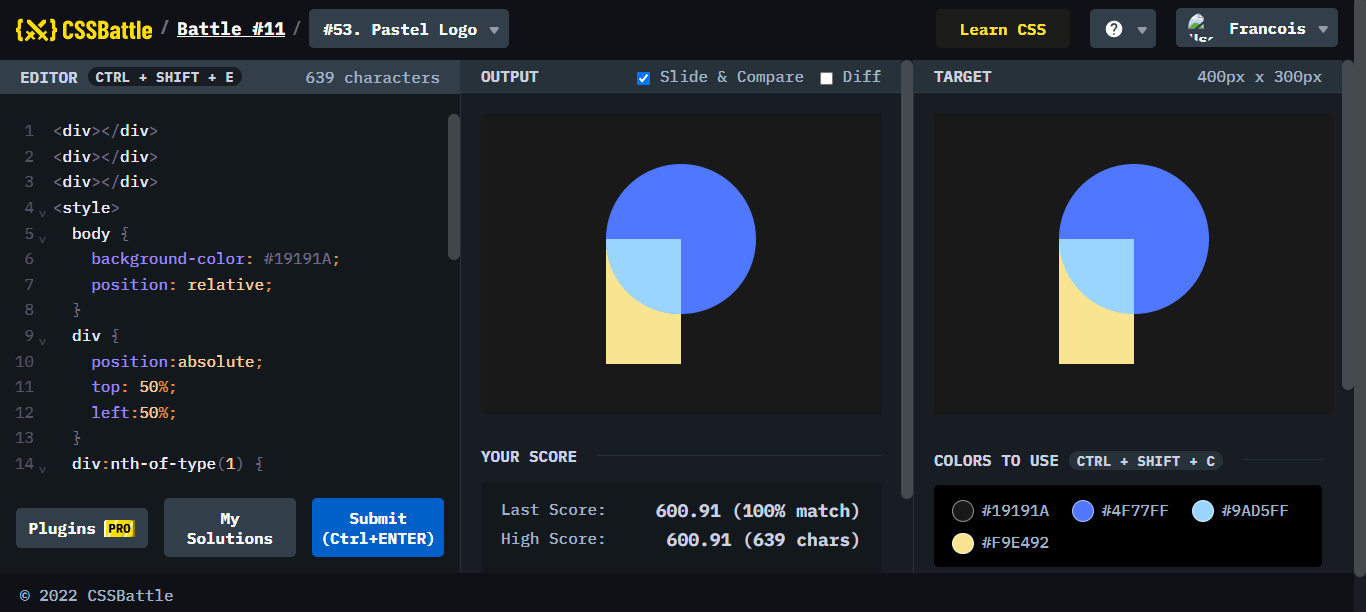 {X} CSSBattle / Battle #11 / #53. Pastel Logo Learn CSS ? Francois
EDITOR CTRL + SHIFT + E 639 characters
OUTPUT Slide & Compare Diff
TARGET 400px x 300px
1 <div></div>
2 <div></div>
3 <div></div>
4 <style>
5 body {
6 background-color: #19191A;
7 position: relative;
8 }
9 div {
10 position:absolute;
11 top: 50%;
12 left:50%;
13 }
14 div:nth-of-type(1) {
Plugins PRO
My
Solutions
Submit
(Ctrl+ENTER)
YOUR SCORE
Last Score: 600.91 (100% match)
High Score: 600.91 (639 chars)
COLORS TO USE CTRL + SHIFT + C
#19191A #4F77FF #9AD5FF
#F9E492
© 2022 CSSBattle